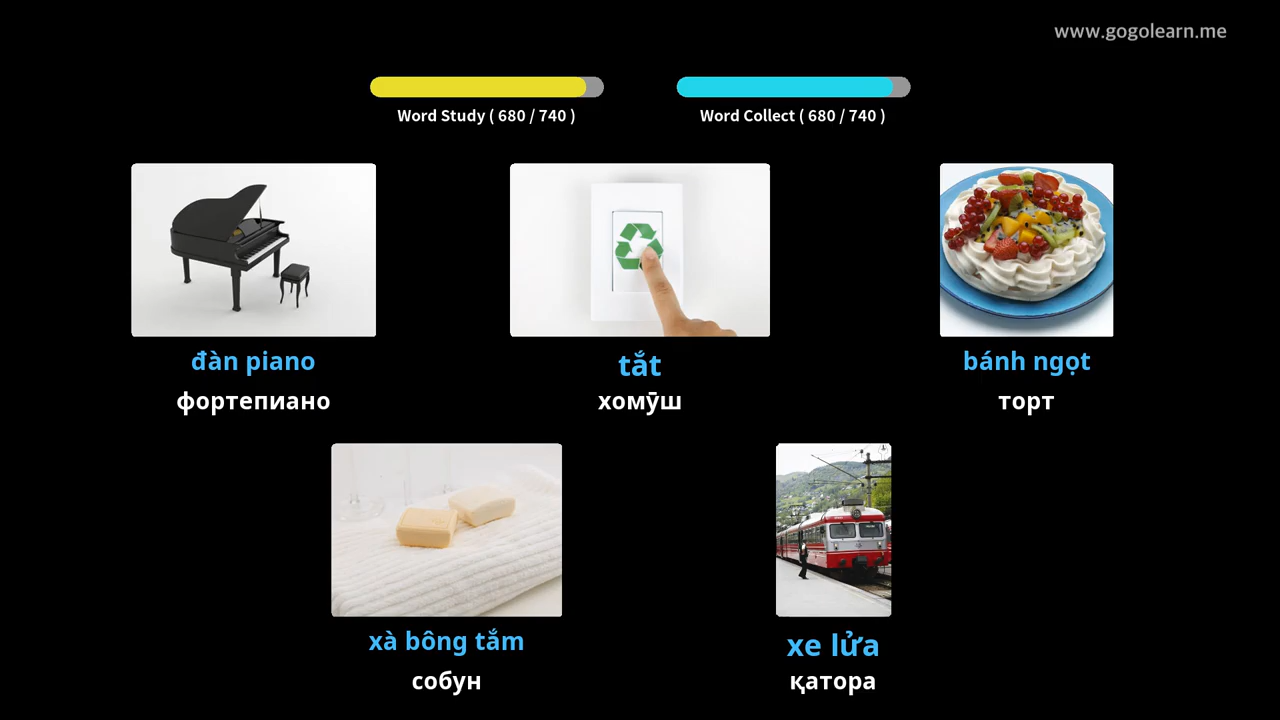 www.gogolearn.me
Word Study ( 680 / 740 )
Word Collect ( 680 / 740 )
đàn piano
tắt
bánh ngọt
фортепиано
хомӯш
торт
xà bông tắm
xe lửa
собун
қатора